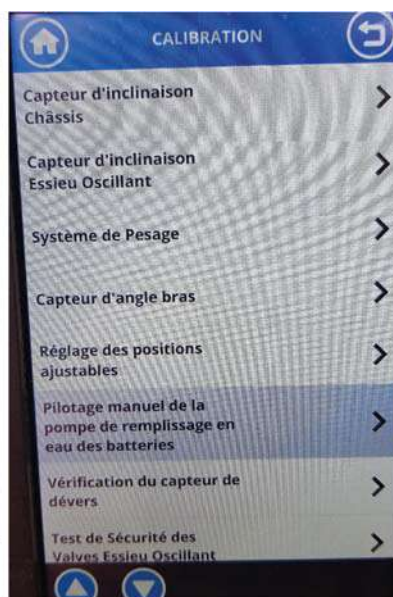 CALIBRATION
Capteur d'inclinaison
Châssis
Capteur d'inclinaison
Essieu Oscillant
Système de Pesage
Capteur d'angle bras
Réglage des positions
ajustables
Pilotage manuel de la
pompe de remplissage en
eau des batteries
Vérification du capteur de
dévers
Test de Sécurité des
Valves Essieu Oscillant